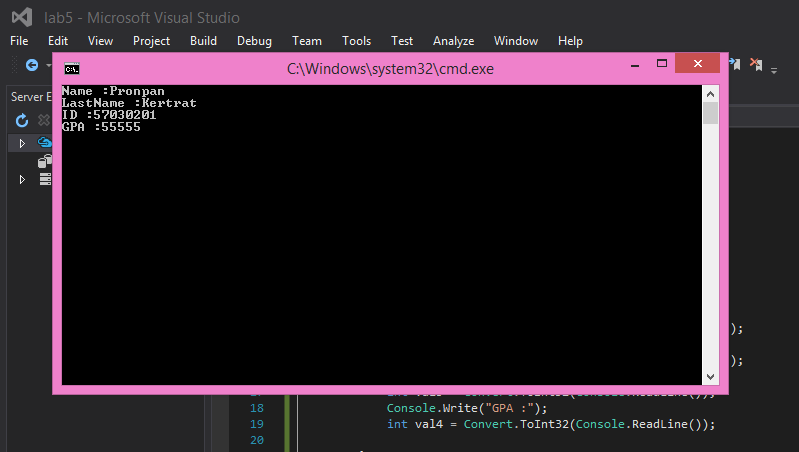 lab5 - Microsoft Visual Studio
File Edit View Project Build Debug Team Tools Test Analyze Window Help
C:\Windows\system32\cmd.exe
C:\.
Server E
Name :Pronpan
LastName :Kertrat
ID :57030201
GPA :55555
);
);
18 Console.Write("GPA :");
19 int val4 = Convert.ToInt32(Console.ReadLine());
20